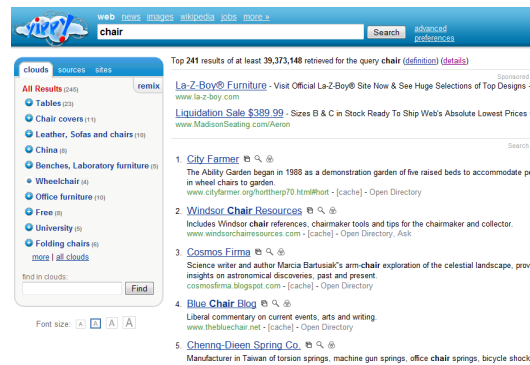 yippy!
web news images wikipedia jobs more »
chair
Search
advanced
preferences
clouds sources sites
remix
All Results (245)
Tables (23)
Chair covers (11)
Leather, Sofas and chairs (10)
China (8)
Benches, Laboratory furniture (5)
Wheelchair (4)
Office furniture (10)
Free (8)
University (5)
Folding chairs (6)
more | all clouds
find in clouds:
Find
Font size: A A A A
Top 241 results of at least 39,373,148 retrieved for the query chair (definition) (details)
Sponsored
La-Z-Boy® Furniture - Visit Official La-Z-Boy® Site Now & See Huge Selections of Top Designs -
www.la-z-boy.com
Liquidation Sale $389.99 - Sizes B & C in Stock Ready To Ship Web's Absolute Lowest Prices
www.MadisonSeating.com/Aeron
Search
1. City Farmer
The Ability Garden began in 1988 as a demonstration garden of five raised beds to accommodate pe
in wheel chairs to garden.
www.cityfarmer.org/horttherp70.html#hort - [cache] - Open Directory
2. Windsor Chair Resources
Includes Windsor chair references, chairmaker tools and tips for the chairmaker and collector.
www.windsorchairresources.com - [cache] - Open Directory, Ask
3. Cosmos Firma
Science writer and author Marcia Bartusiak"s arm-chair exploration of the celestial landscape, prov
insights on astronomical discoveries, past and present.
cosmosfirma.blogspot.com - [cache] - Open Directory
4. Blue Chair Blog
Liberal commentary on current events, arts and writing.
www.thebluechair.net - [cache] - Open Directory
5. Chenng-Dieen Spring Co.
Manufacturer in Taiwan of torsion springs, machine gun springs, office chair springs, bicycle shock